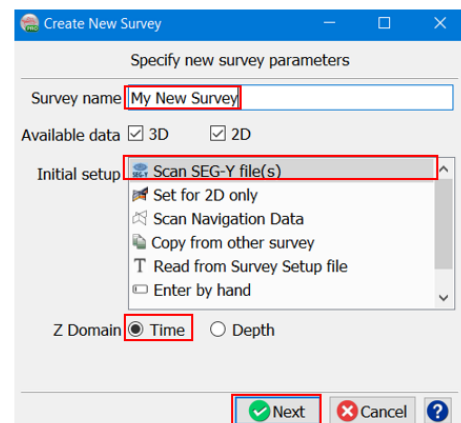 Create New Survey
Specify new survey parameters
Survey name My New Survey
Available data 3D 2D
Initial setup Scan SEG-Y file(s)
Set for 2D only
Scan Navigation Data
Copy from other survey
T Read from Survey Setup file
Enter by hand
Z Domain Time Depth
Next Cancel ?